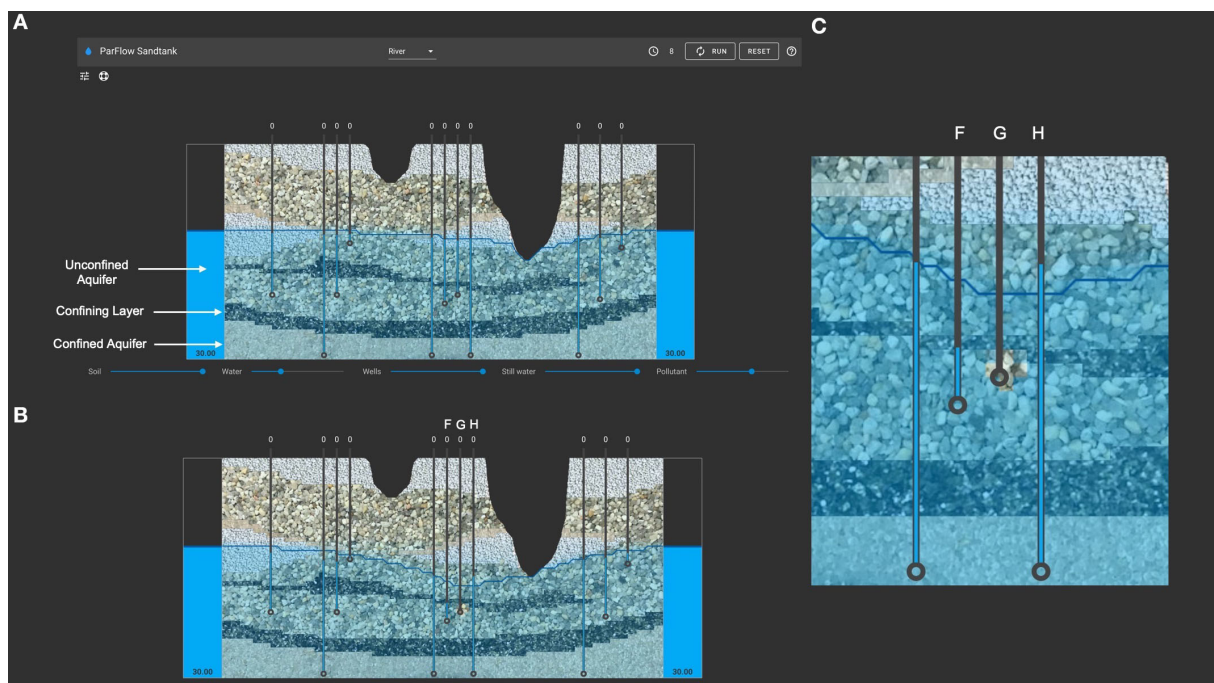 A
C
ParFlow Sandtank
River
8
RUN
RESET
F G H
0 0 0 0 0 0 0 0 0 0 0 0
Unconfined
Aquifer
Confining Layer
Confined Aquifer
30.00
30.00
Soil
Water
Wells
Still water
Pollutant
B
F G H
0 0 0 0 0 0 0 0 0 0 0
30.00
30.00